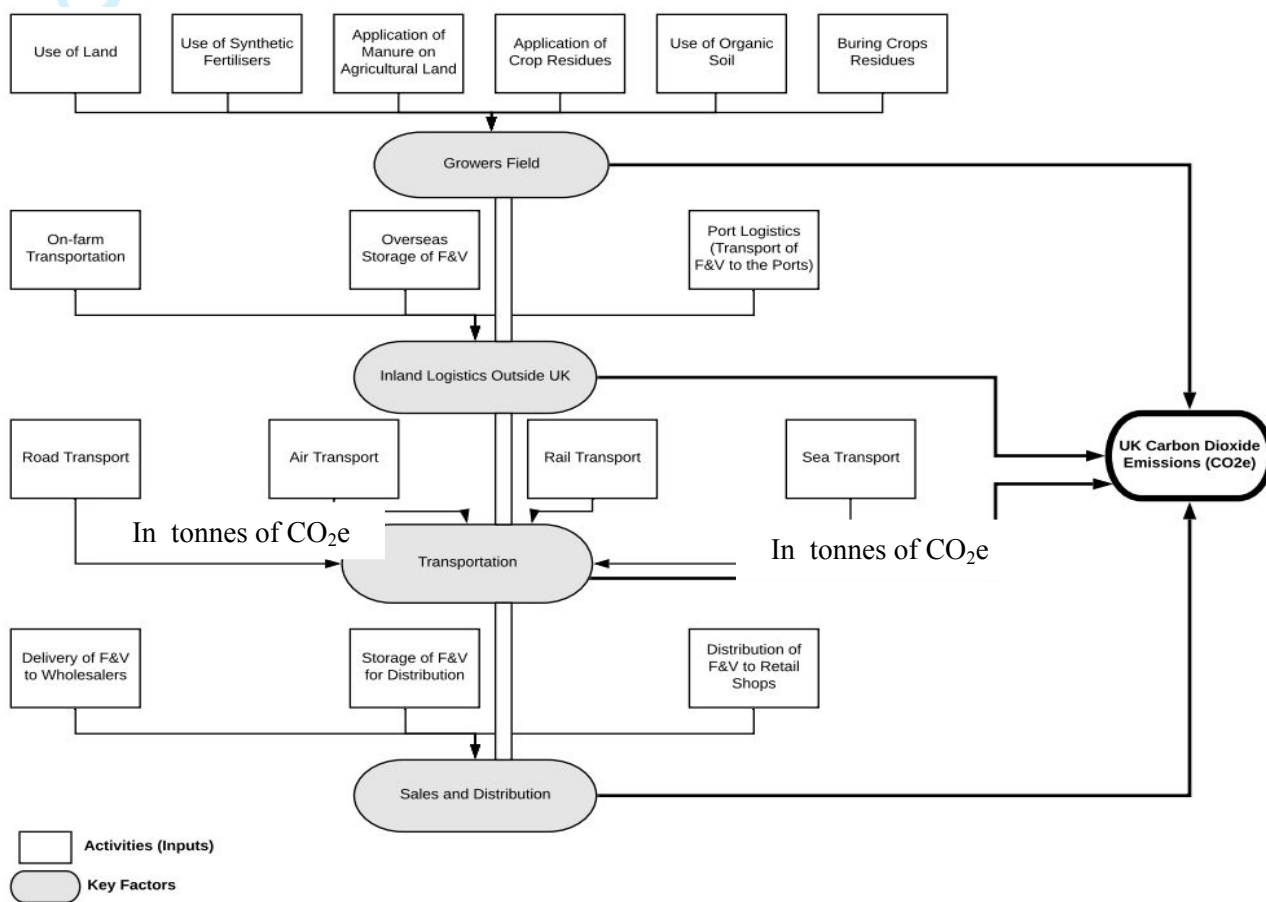 Use of Land
Use of Synthetic
Fertilisers
Application of
Manure on
Agricultural Land
Application of
Crop Residues
Use of Organic
Soil
Buring Crops
Residues
Growers Field
On-farm
Transportation
Overseas
Storage of F&V
Port Logistics
(Transport of
F&V to the Ports)
Inland Logistics Outside UK
Road Transport
Air Transport
Rail Transport
Sea Transport
UK Carbon Dioxide
Emissions (CO2e)
In tonnes of CO₂e
In tonnes of CO₂e
Transportation
Delivery of F&V
to Wholesalers
Storage of F&V
for Distribution
Distribution of
F&V to Retail
Shops
Sales and Distribution
Activities (Inputs)
Key Factors